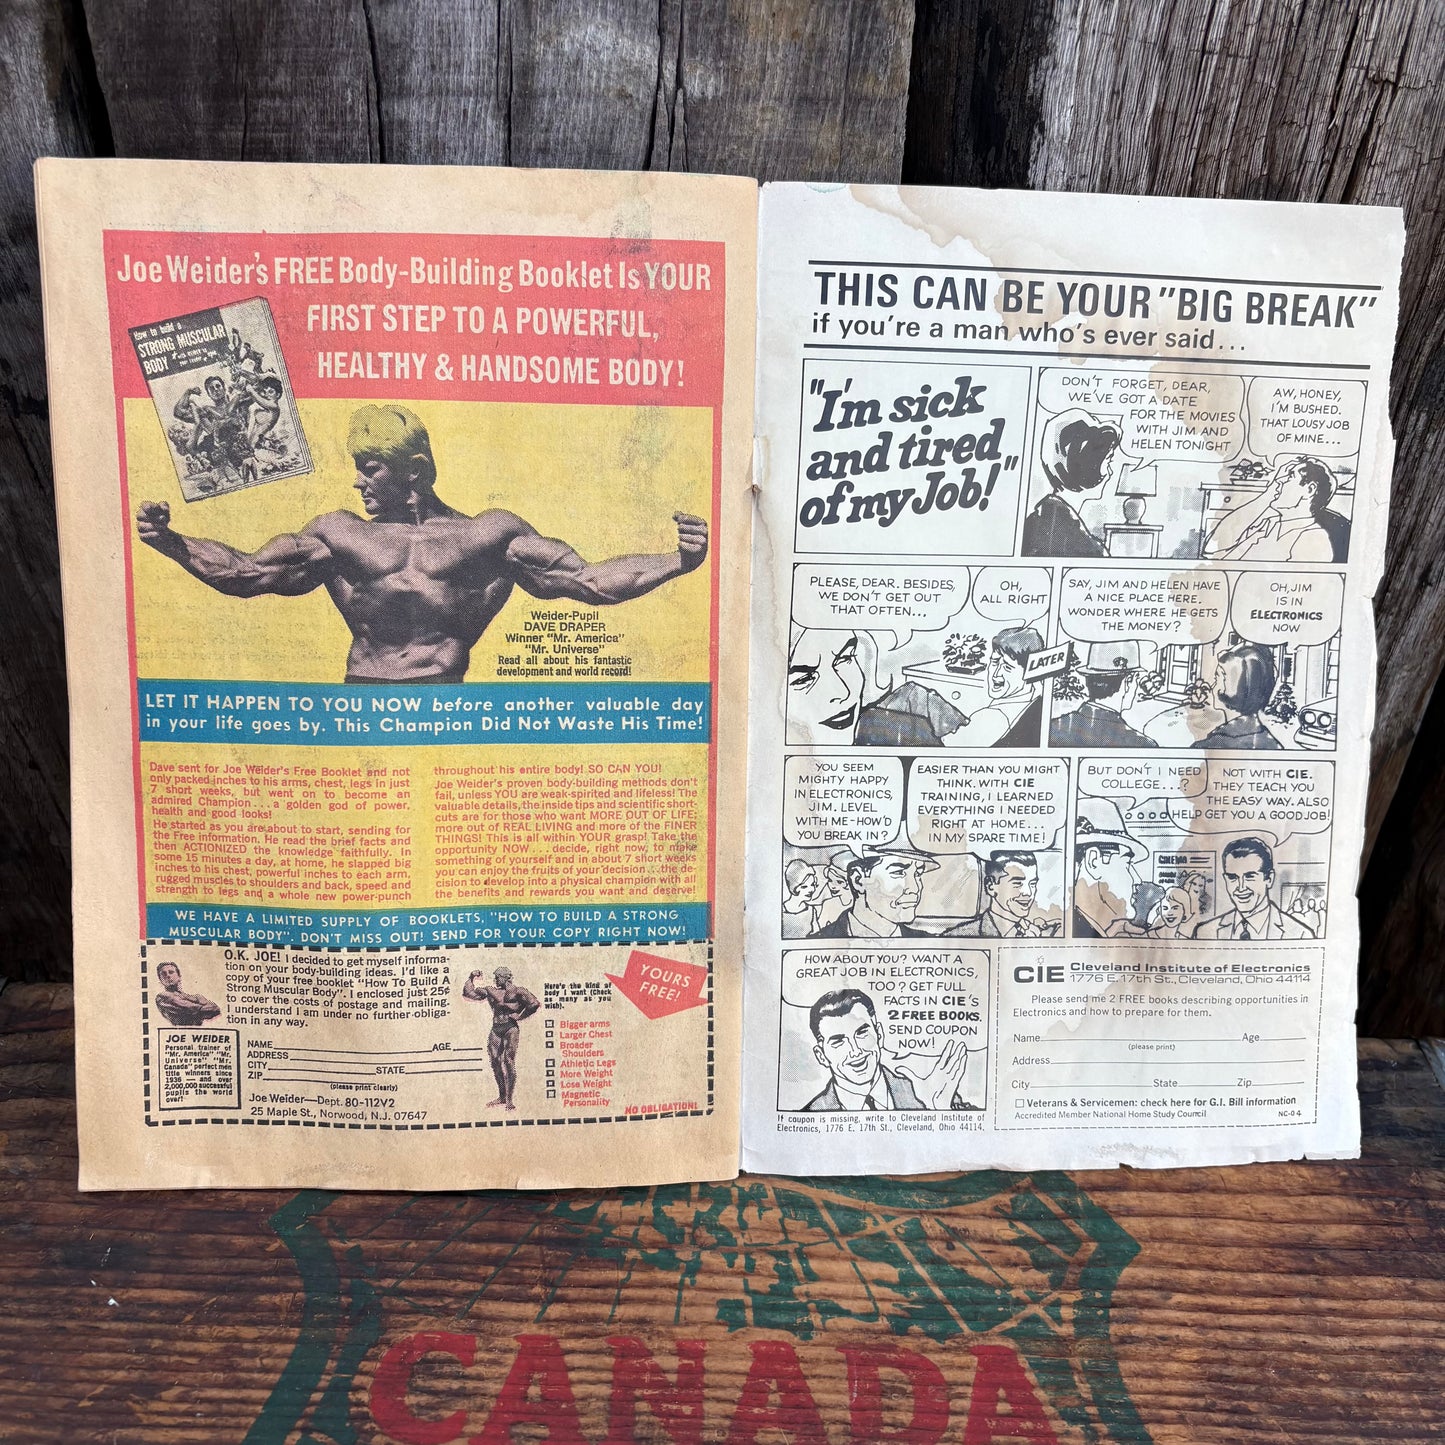 Joe Weider's FREE Body-Building Booklet Is YOUR
FIRST STEP TO A POWERFUL,
HEALTHY & HANDSOME BODY!
How to build a
STRONG MUSCULAR
BODY
Weider-Pupil
DAVE DRAPER
Winner "Mr. America"
"Mr. Universe"
Read all about his fantastic
development and world record!
LET IT HAPPEN TO YOU NOW before another valuable day
in your life goes by. This Champion Did Not Waste His Time!
Dave sent for Joe Weider's Free Booklet and not
only packed inches to his arms, chest, legs in just
7 short weeks, but went on to become an
admired Champion...a golden god of power,
health and good looks!
He started as you are about to start, sending for
the Free information. He read the brief facts and
then ACTIONIZED the knowledge faithfully. In
some 15 minutes a day, at home, he slapped big
inches to his chest, powerful inches to each arm,
rugged muscles to shoulders and back, speed and
strength to legs and a whole new power-punch
throughout his entire body! SO CAN YOU!
Joe Weider's proven body-building methods don't
fail, unless YOU are weak-spirited and lifeless! The
valuable details, the inside tips and scientific short-
cuts are for those who want MORE OUT OF LIFE;
more out of REAL LIVING and more of the FINER
THINGS! This is all within YOUR grasp! Take the
opportunity NOW...decide, right now, to make
something of yourself and in about 7 short weeks
you can enjoy the fruits of your decision...the de-
cision to develop into a physical champion with all
the benefits and rewards you want and deserve!
WE HAVE A LIMITED SUPPLY OF BOOKLETS, "HOW TO BUILD A STRONG
MUSCULAR BODY". DON'T MISS OUT! SEND FOR YOUR COPY RIGHT NOW!
O.K. JOE! I decided to get myself informa-
tion on your body-building ideas. I'd like a
copy of your free booklet "How To Build A
Strong Muscular Body". I enclosed just 25¢
to cover the costs of postage and mailing.
I understand I am under no further obliga-
tion in any way.
JOE WEIDER
Personal trainer of
"Mr. America" "Mr.
Universe" "Mr.
Canada" perfect men
title winners since
1936 — and over
2,000,000 successful
pupils the world
over!
NAME AGE
ADDRESS
CITY STATE
ZIP
(please print clearly)
Joe Weider—Dept. 80-112V2
25 Maple St., Norwood, N.J. 07647
Here's the kind of
body I want (Check
as many as you
wish).
Bigger arms
Larger Chest
Broader
Shoulders
Athletic Legs
More Weight
Lose Weight
Magnetic
Personality
YOURS
FREE!
NO OBLIGATION!
THIS CAN BE YOUR "BIG BREAK"
if you're a man who's ever said...
"I'm sick
and tired
of my Job!"
DON'T FORGET, DEAR,
WE'VE GOT A DATE
FOR THE MOVIES
WITH JIM AND
HELEN TONIGHT
AW, HONEY,
I'M BUSHED.
THAT LOUSY JOB
OF MINE...
PLEASE, DEAR. BESIDES,
WE DON'T GET OUT
THAT OFTEN...
OH,
ALL RIGHT
LATER
SAY, JIM AND HELEN HAVE
A NICE PLACE HERE.
WONDER WHERE HE GETS
THE MONEY?
OH, JIM
IS IN
ELECTRONICS
NOW
YOU SEEM
MIGHTY HAPPY
IN ELECTRONICS,
JIM. LEVEL
WITH ME-HOW'D
YOU BREAK IN?
EASIER THAN YOU MIGHT
THINK. WITH CIE
TRAINING, I LEARNED
EVERYTHING I NEEDED
RIGHT AT HOME...
IN MY SPARE TIME!
BUT DON'T I NEED
COLLEGE...?
NOT WITH CIE.
THEY TEACH YOU
THE EASY WAY. ALSO
HELP GET YOU A GOOD JOB!
CINEMA
HOW ABOUT YOU? WANT A
GREAT JOB IN ELECTRONICS,
TOO? GET FULL
FACTS IN CIE'S
2 FREE BOOKS.
SEND COUPON
NOW!
If coupon is missing, write to Cleveland Institute of
Electronics, 1776 E. 17th St., Cleveland, Ohio 44114.
CIE Cleveland Institute of Electronics
1776 E. 17th St., Cleveland, Ohio 44114
Please send me 2 FREE books describing opportunities in
Electronics and how to prepare for them.
Name Age
(please print)
Address
City State Zip
Veterans & Servicemen: check here for G.I. Bill information
Accredited Member National Home Study Council NC-04
CANADA